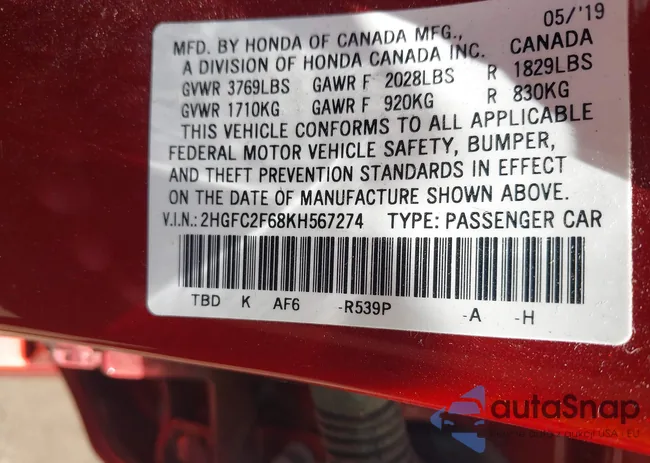 05/'19
MFD. BY HONDA OF CANADA MFG., CANADA
A DIVISION OF HONDA CANADA INC.
GVWR 3769LBS GAWR F 2028LBS R 1829LBS
GVWR 1710KG GAWR F 920KG R 830KG
THIS VEHICLE CONFORMS TO ALL APPLICABLE
FEDERAL MOTOR VEHICLE SAFETY, BUMPER,
AND THEFT PREVENTION STANDARDS IN EFFECT
ON THE DATE OF MANUFACTURE SHOWN ABOVE.
V.I.N.: 2HGFC2F68KH567274 TYPE: PASSENGER CAR
TBD K AF6 -R539P -A -H
autaSnap